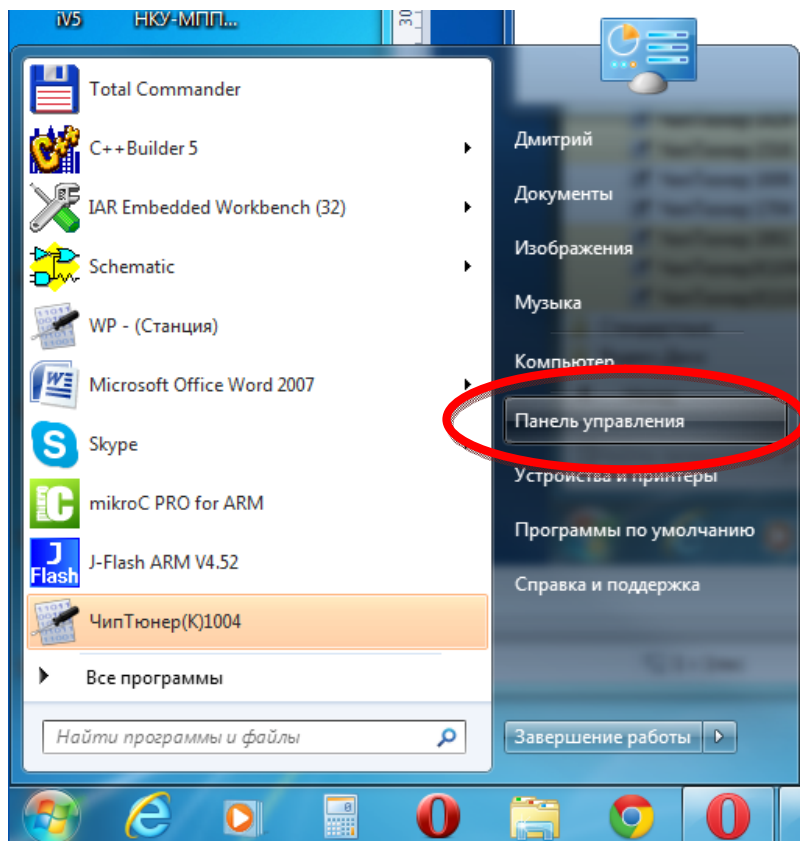 iV5
НКУ-МПП...
30
Total Commander
C++Builder 5
IAR Embedded Workbench (32)
Schematic
WP - (Станция)
Microsoft Office Word 2007
Skype
mikroC PRO for ARM
J-Flash ARM V4.52
ЧипТюнер(К)1004
Все программы
Найти программы и файлы
Дмитрий
Документы
Изображения
Музыка
Компьютер
Панель управления
Устройства и принтеры
Программы по умолчанию
Справка и поддержка
Завершение работы